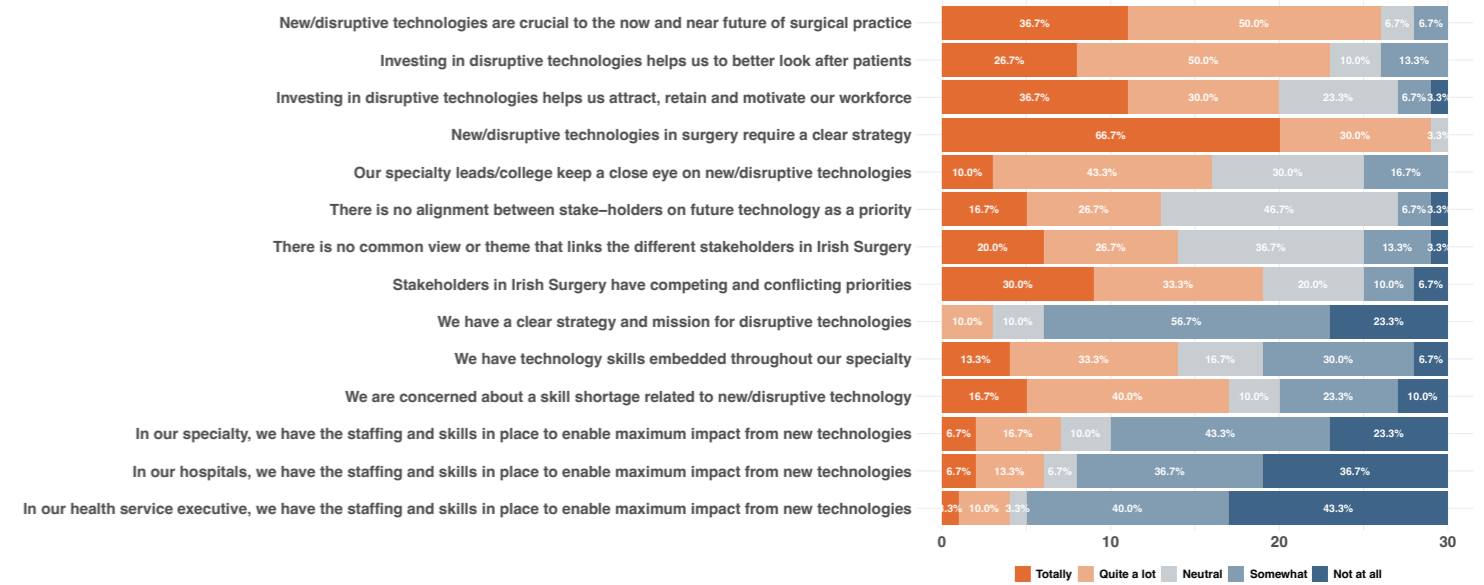 New/disruptive technologies are crucial to the now and near future of surgical practice 36.7% 50.0% 6.7% 6.7%
Investing in disruptive technologies helps us to better look after patients 26.7% 50.0% 10.0% 13.3%
Investing in disruptive technologies helps us attract, retain and motivate our workforce 36.7% 30.0% 23.3% 6.7% 3.3%
New/disruptive technologies in surgery require a clear strategy 66.7% 30.0% 3.3%
Our specialty leads/college keep a close eye on new/disruptive technologies 10.0% 43.3% 30.0% 16.7%
There is no alignment between stake–holders on future technology as a priority 16.7% 26.7% 46.7% 6.7% 3.3%
There is no common view or theme that links the different stakeholders in Irish Surgery 20.0% 26.7% 36.7% 13.3% 3.3%
Stakeholders in Irish Surgery have competing and conflicting priorities 30.0% 33.3% 20.0% 10.0% 6.7%
We have a clear strategy and mission for disruptive technologies 10.0% 10.0% 56.7% 23.3%
We have technology skills embedded throughout our specialty 13.3% 33.3% 16.7% 30.0% 6.7%
We are concerned about a skill shortage related to new/disruptive technology 16.7% 40.0% 10.0% 23.3% 10.0%
In our specialty, we have the staffing and skills in place to enable maximum impact from new technologies 6.7% 16.7% 10.0% 43.3% 23.3%
In our hospitals, we have the staffing and skills in place to enable maximum impact from new technologies 6.7% 13.3% 6.7% 36.7% 36.7%
In our health service executive, we have the staffing and skills in place to enable maximum impact from new technologies 3.3% 10.0% 3.3% 40.0% 43.3%
0 10 20 30
Totally Quite a lot Neutral Somewhat Not at all